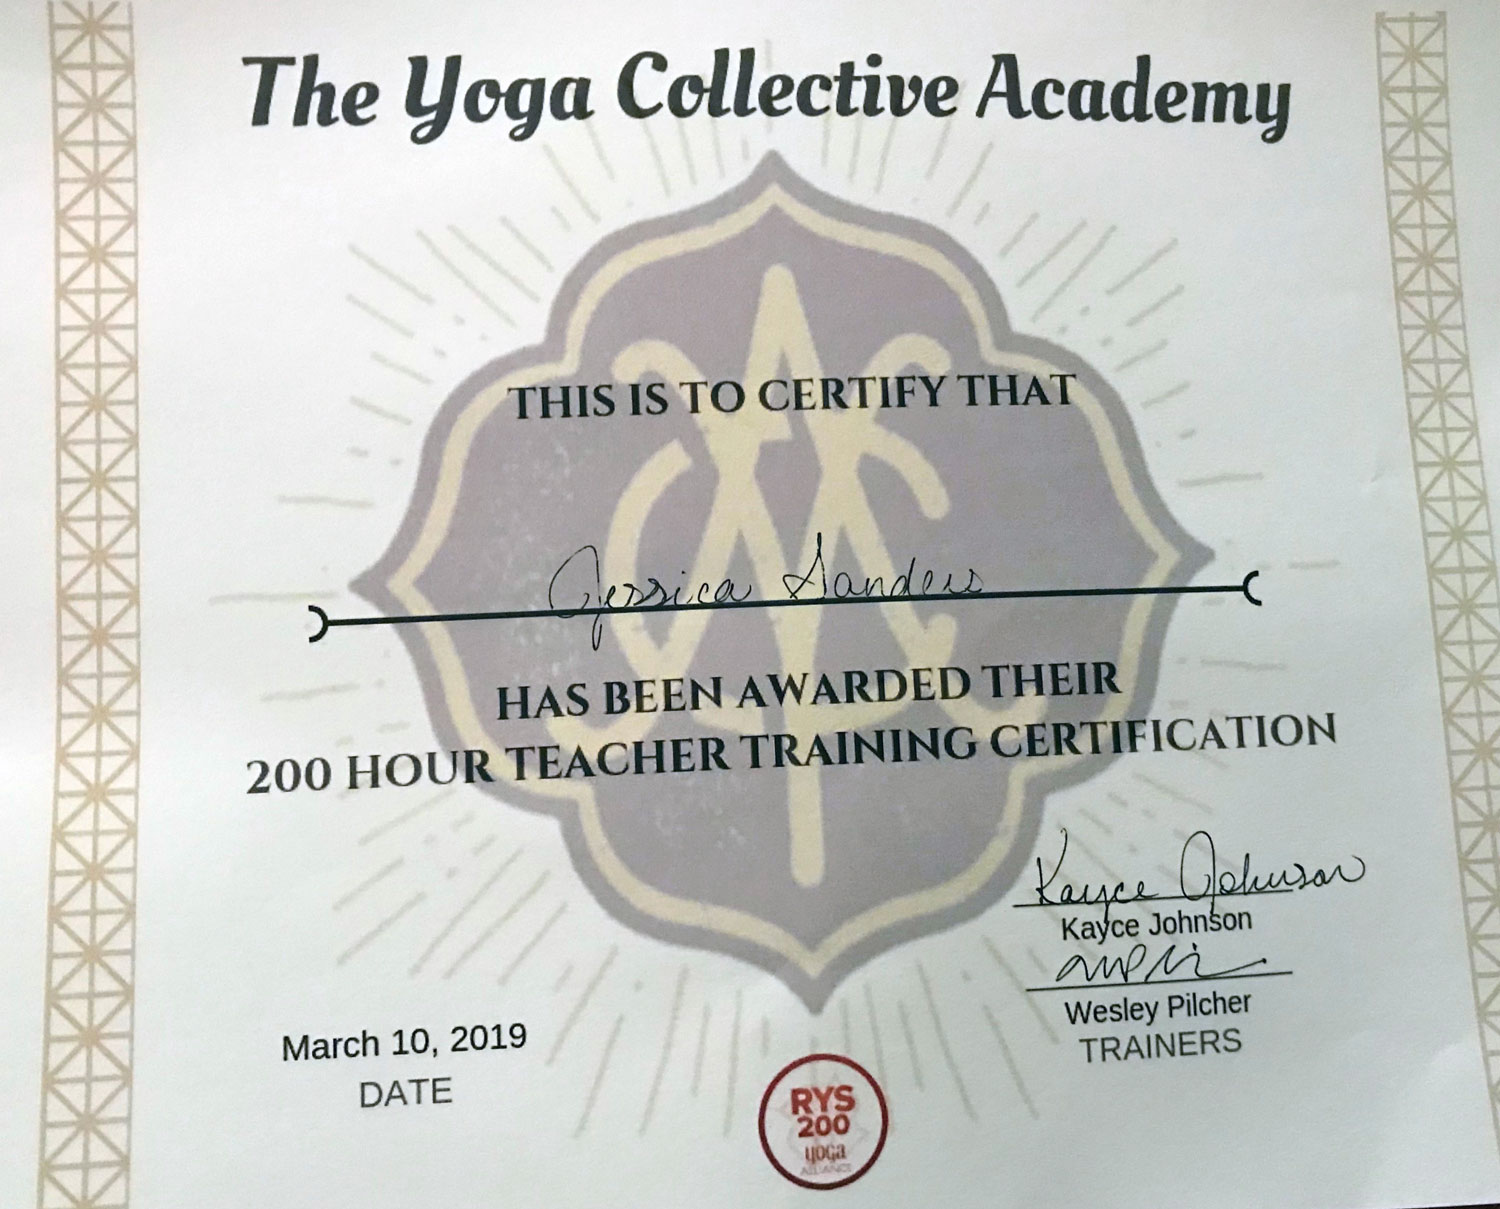 The Yoga Collective Academy
THIS IS TO CERTIFY THAT
Jessica Sanders
HAS BEEN AWARDED THEIR
200 HOUR TEACHER TRAINING CERTIFICATION
Kayce Johnson
Kayce Johnson
Wesley Pilcher
TRAINERS
March 10, 2019
DATE
RYS
200
yoga
ALLIANCE